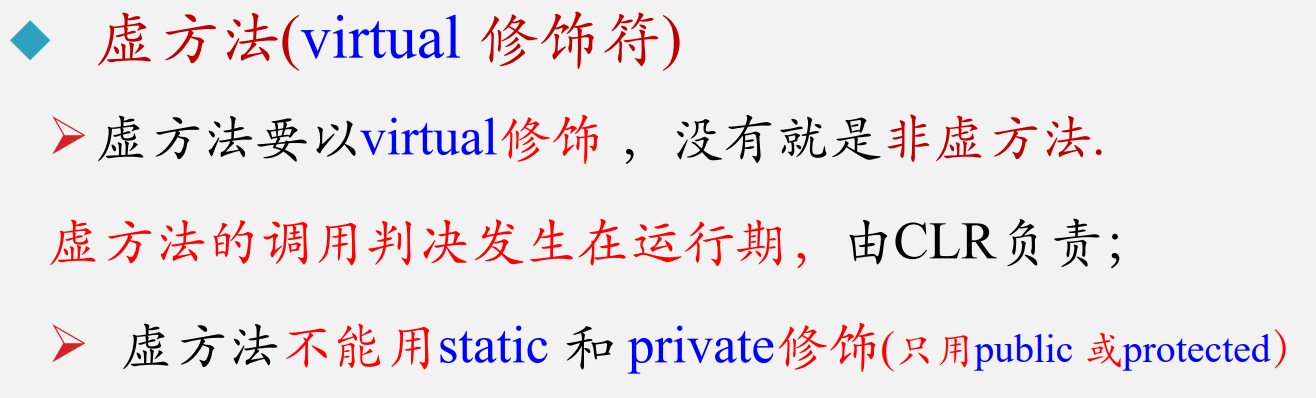 虚方法(virtual 修饰符)
虚方法要以virtual修饰 ，没有就是非虚方法.
虚方法的调用判决发生在运行期，由CLR负责；
虚方法不能用static 和 private修饰(只用public 或protected)